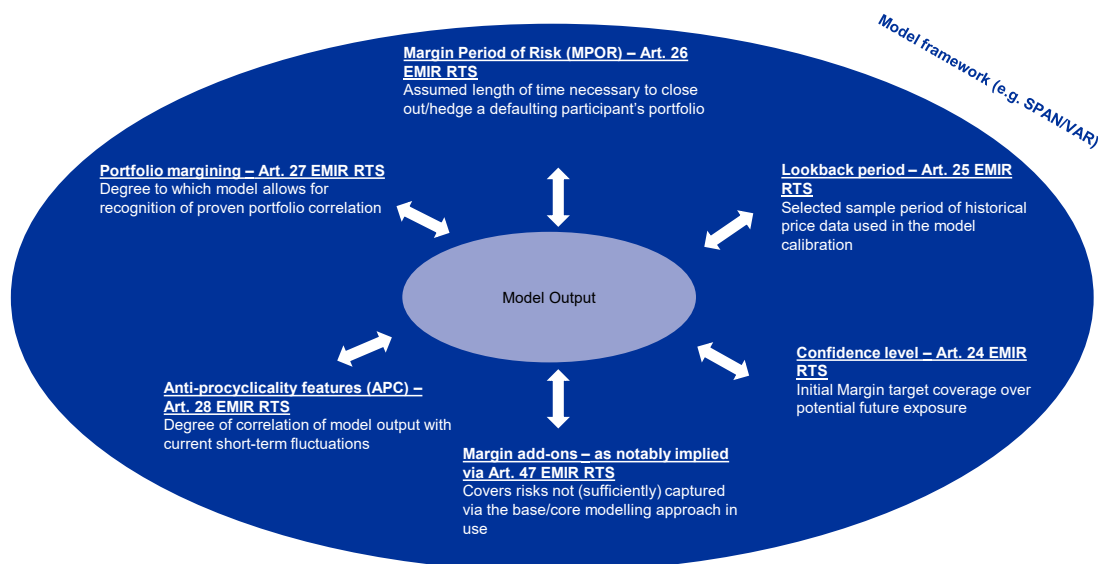 Model framework (e.g. SPAN/VAR)
Margin Period of Risk (MPOR) – Art. 26
EMIR RTS
Assumed length of time necessary to close
out/hedge a defaulting participant's portfolio
Portfolio margining – Art. 27 EMIR RTS
Degree to which model allows for
recognition of proven portfolio correlation
Lookback period – Art. 25 EMIR
RTS
Selected sample period of historical
price data used in the model
calibration
Model Output
Confidence level – Art. 24 EMIR
RTS
Initial Margin target coverage over
potential future exposure
Anti-procyclicality features (APC) –
Art. 28 EMIR RTS
Degree of correlation of model output with
current short-term fluctuations
Margin add-ons – as notably implied
via Art. 47 EMIR RTS
Covers risks not (sufficiently) captured
via the base/core modelling approach in
use